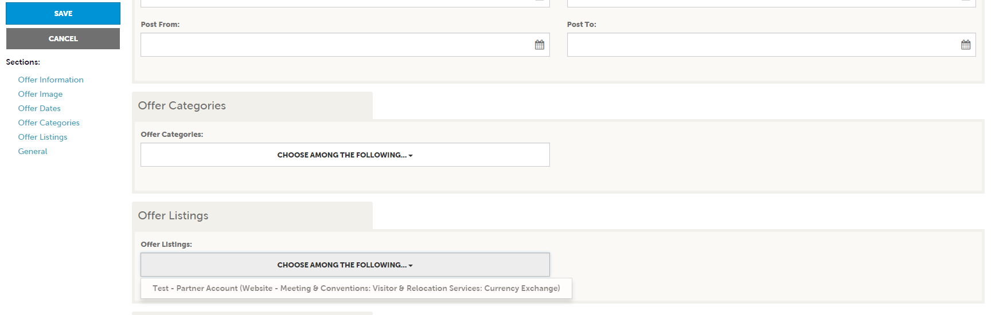 SAVE
CANCEL
Sections:
Offer Information
Offer Image
Offer Dates
Offer Categories
Offer Listings
General
Post From:
Post To:
Offer Categories
Offer Categories:
CHOOSE AMONG THE FOLLOWING...
Offer Listings
Offer Listings:
CHOOSE AMONG THE FOLLOWING...
Test - Partner Account (Website - Meeting & Conventions: Visitor & Relocation Services: Currency Exchange)